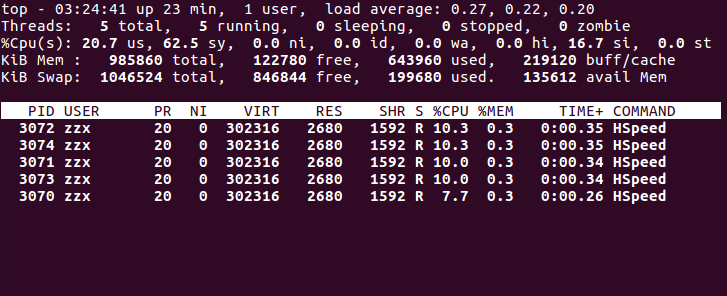 top - 03:24:41 up 23 min,  1 user,  load average: 0.27, 0.22, 0.20
Threads:   5 total,   5 running,   0 sleeping,   0 stopped,   0 zombie
%Cpu(s): 20.7 us, 62.5 sy,  0.0 ni,  0.0 id,  0.0 wa,  0.0 hi, 16.7 si,  0.0 st
KiB Mem :   985860 total,   122780 free,   643960 used,   219120 buff/cache
KiB Swap:  1046524 total,   846844 free,   199680 used.   135612 avail Mem
PID USER      PR  NI    VIRT    RES    SHR S %CPU %MEM     TIME+ COMMAND
3072 zzx       20   0  302316   2680   1592 R 10.3  0.3   0:00.35 HSpeed
3074 zzx       20   0  302316   2680   1592 R 10.3  0.3   0:00.35 HSpeed
3071 zzx       20   0  302316   2680   1592 R 10.0  0.3   0:00.34 HSpeed
3073 zzx       20   0  302316   2680   1592 R 10.0  0.3   0:00.34 HSpeed
3070 zzx       20   0  302316   2680   1592 R  7.7  0.3   0:00.26 HSpeed